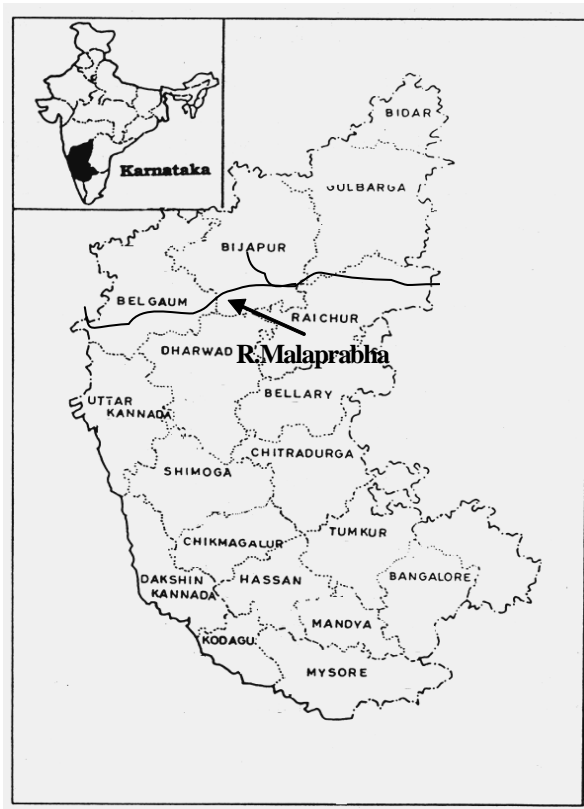 Karnataka
BIDAR
GULBARGA
BIJAPUR
BELGAUM
RAICHUR
DHARWAD
R.Malaprabha
BELLARY
UTTAR
KANNADA
CHITRADURGA
SHIMOGA
TUMKUR
CHIKMAGALUR
DAKSHIN
KANNADA
HASSAN
BANGALORE
MANDYA
KODAGU
MYSORE